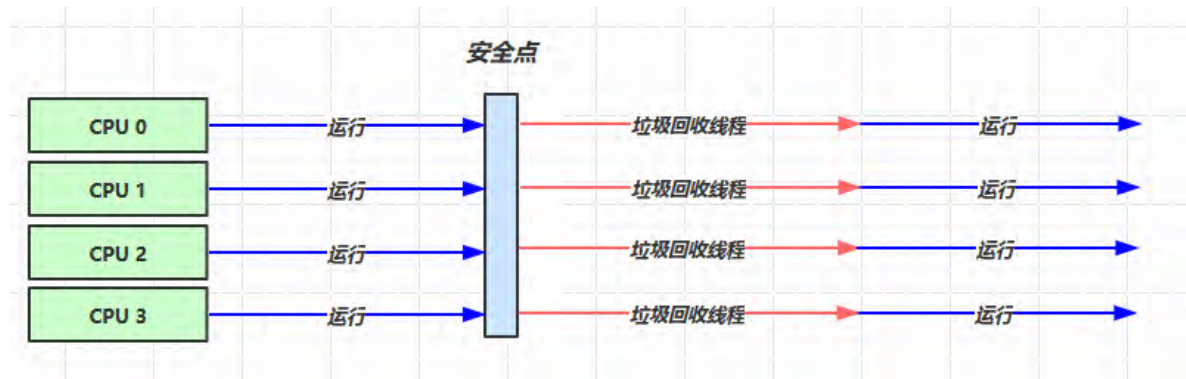 安全点
CPU 0 运行 垃圾回收线程 运行
CPU 1 运行 垃圾回收线程 运行
CPU 2 运行 垃圾回收线程 运行
CPU 3 运行 垃圾回收线程 运行